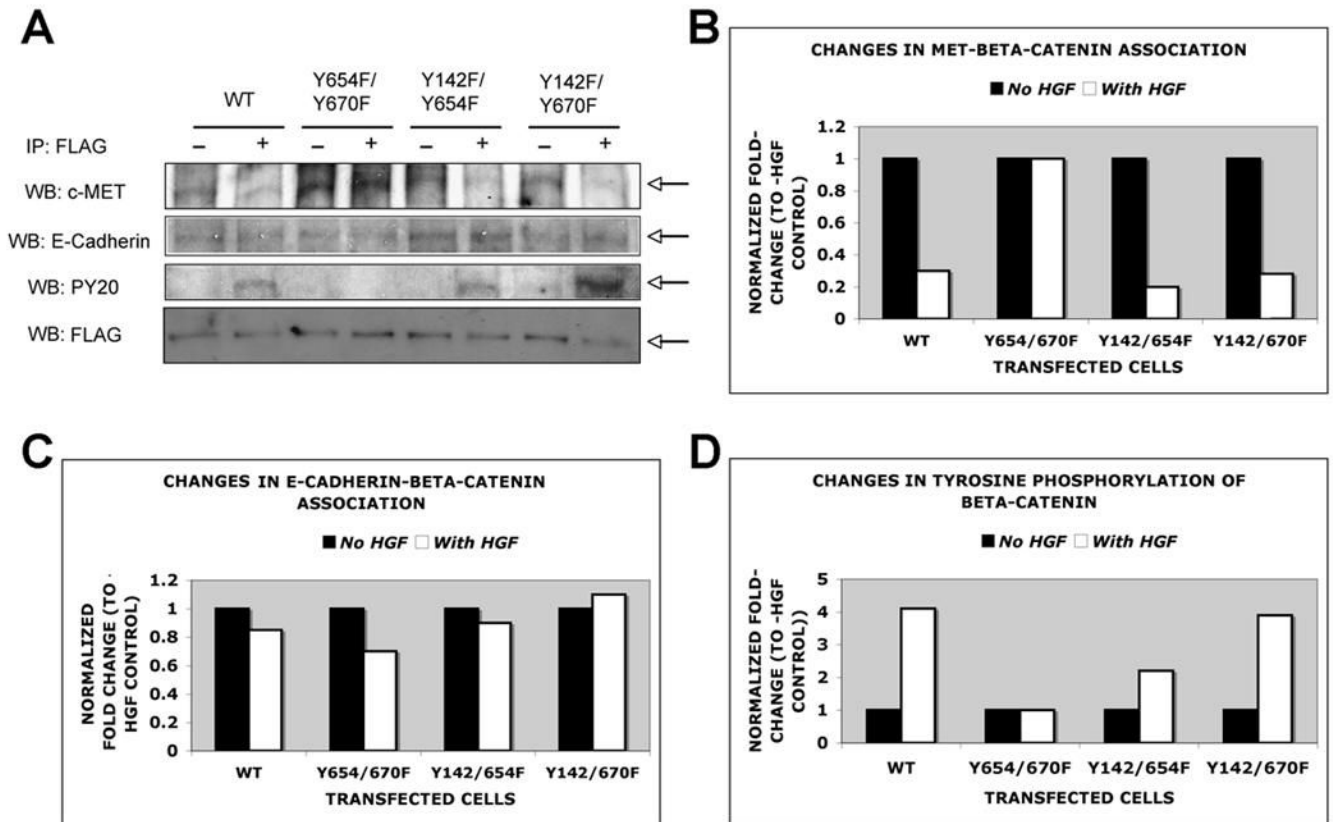 A
WT
Y654F/
Y670F
Y142F/
Y654F
Y142F/
Y670F
IP: FLAG
– + – + – + – +
WB: c-MET
WB: E-Cadherin
WB: PY20
WB: FLAG
B
CHANGES IN MET-BETA-CATENIN ASSOCIATION
No HGF With HGF
NORMALIZED FOLD-
CHANGE (TO -HGF
CONTROL)
1.2
1
0.8
0.6
0.4
0.2
0
WT Y654/670F Y142/654F Y142/670F
TRANSFECTED CELLS
C
CHANGES IN E-CADHERIN-BETA-CATENIN
ASSOCIATION
No HGF With HGF
NORMALIZED
FOLD CHANGE (TO -
HGF CONTROL)
1.2
1
0.8
0.6
0.4
0.2
0
WT Y654/670F Y142/654F Y142/670F
TRANSFECTED CELLS
D
CHANGES IN TYROSINE PHOSPHORYLATION OF
BETA-CATENIN
No HGF With HGF
NORMALIZED FOLD-
CHANGE (TO -HGF
CONTROL))
5
4
3
2
1
0
WT Y654/670F Y142/654F Y142/670F
TRANSFECTED CELLS